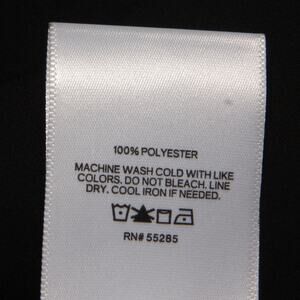 100% POLYESTER
MACHINE WASH COLD WITH LIKE
COLORS. DO NOT BLEACH. LINE
DRY. COOL IRON IF NEEDED.
RN# 55285